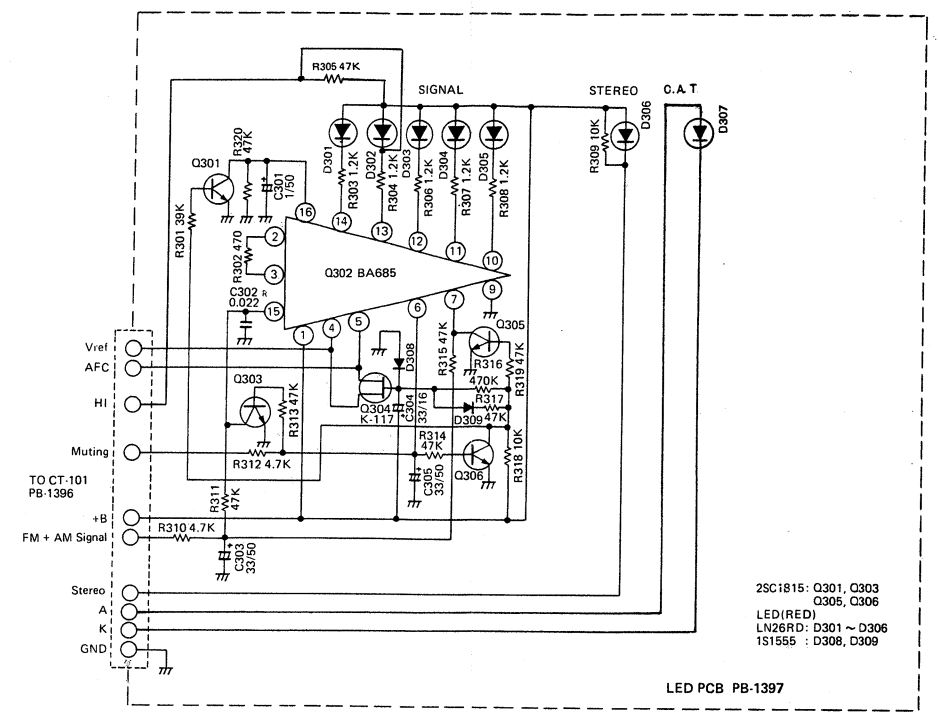 R305 47K
SIGNAL
STEREO
C.A.T.
D306
D307
R309 10K
R320
47K
Q301
C301
1/50
D301
D302
D303
D304
D305
R303 1.2K
R304 1.2K
R306 1.2K
R307 1.2K
R308 1.2K
R301 39K
16
14
13
12
11
10
2
R302 470
3
Q302 BA685
9
C302 R
0.022
15
1
4
5
6
7
Q305
Vref
AFC
HI
D308
R315 47K
R316
470K
R319 47K
Q303
R313 47K
Q304
K-117
C304
33/16
D309
R317
47K
Muting
R312 4.7K
R314
47K
Q306
R318 10K
TO CT-101
PB-1396
R311
47K
C305
33/50
+B
FM + AM Signal
R310 4.7K
C303
33/50
Stereo
A
K
GND
2SC1815: Q301, Q303
Q305, Q306
LED(RED)
LN26RD: D301 ~ D306
1S1555 : D308, D309
LED PCB PB-1397